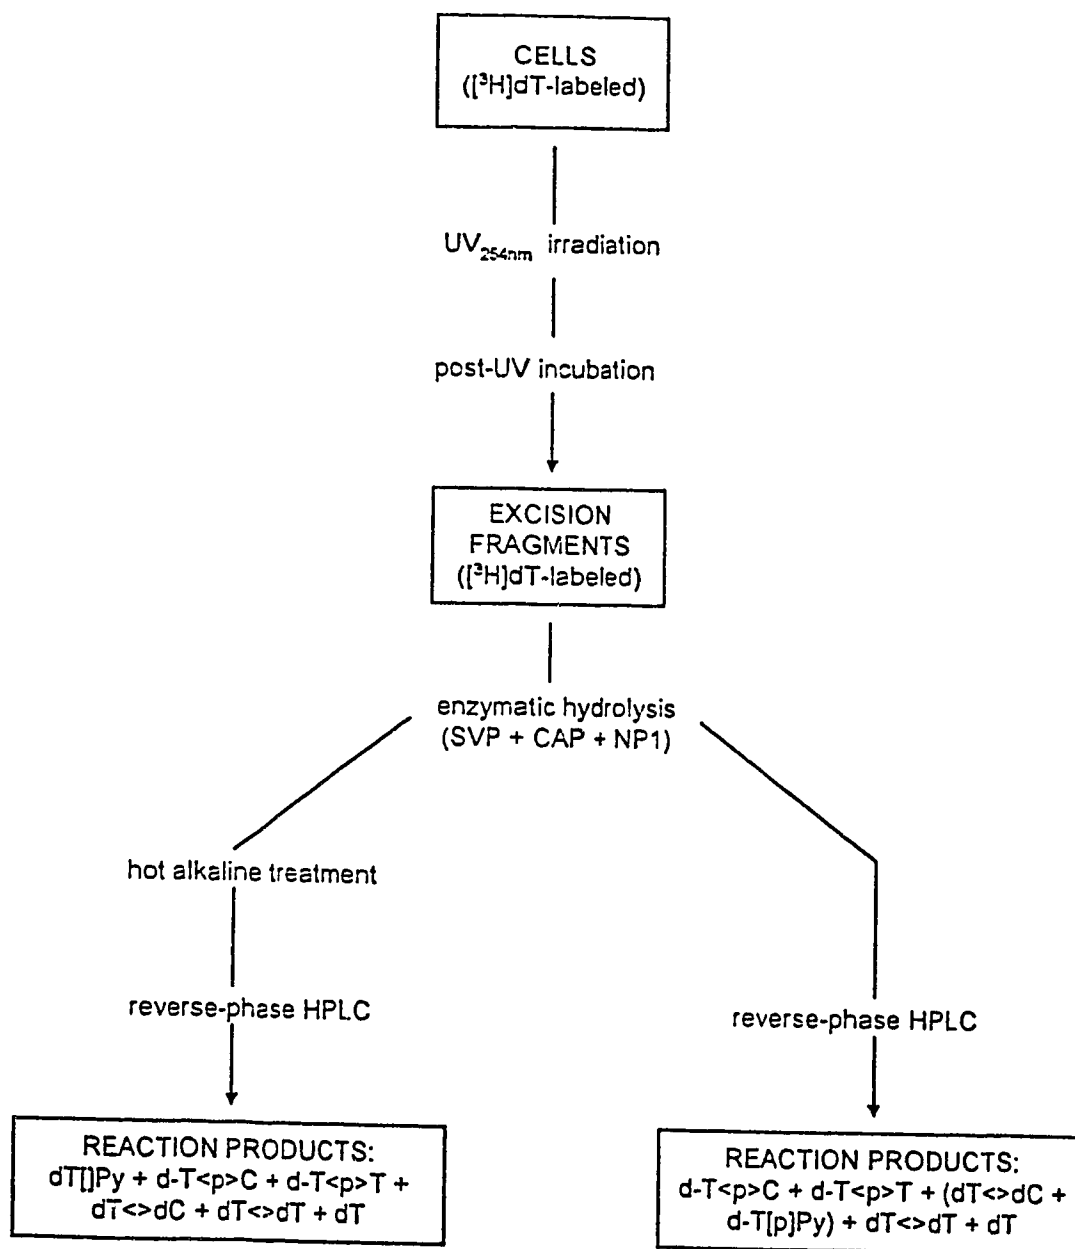 CELLS
([³H]dT-labeled)
UV254nm irradiation
post-UV incubation
EXCISION
FRAGMENTS
([³H]dT-labeled)
enzymatic hydrolysis
(SVP + CAP + NP1)
hot alkaline treatment
reverse-phase HPLC
REACTION PRODUCTS:
dT[]Py + d-T<p>C + d-T<p>T +
dT<>dC + dT<>dT + dT
reverse-phase HPLC
REACTION PRODUCTS:
d-T<p>C + d-T<p>T + (dT<>dC +
d-T[p]Py) + dT<>dT + dT